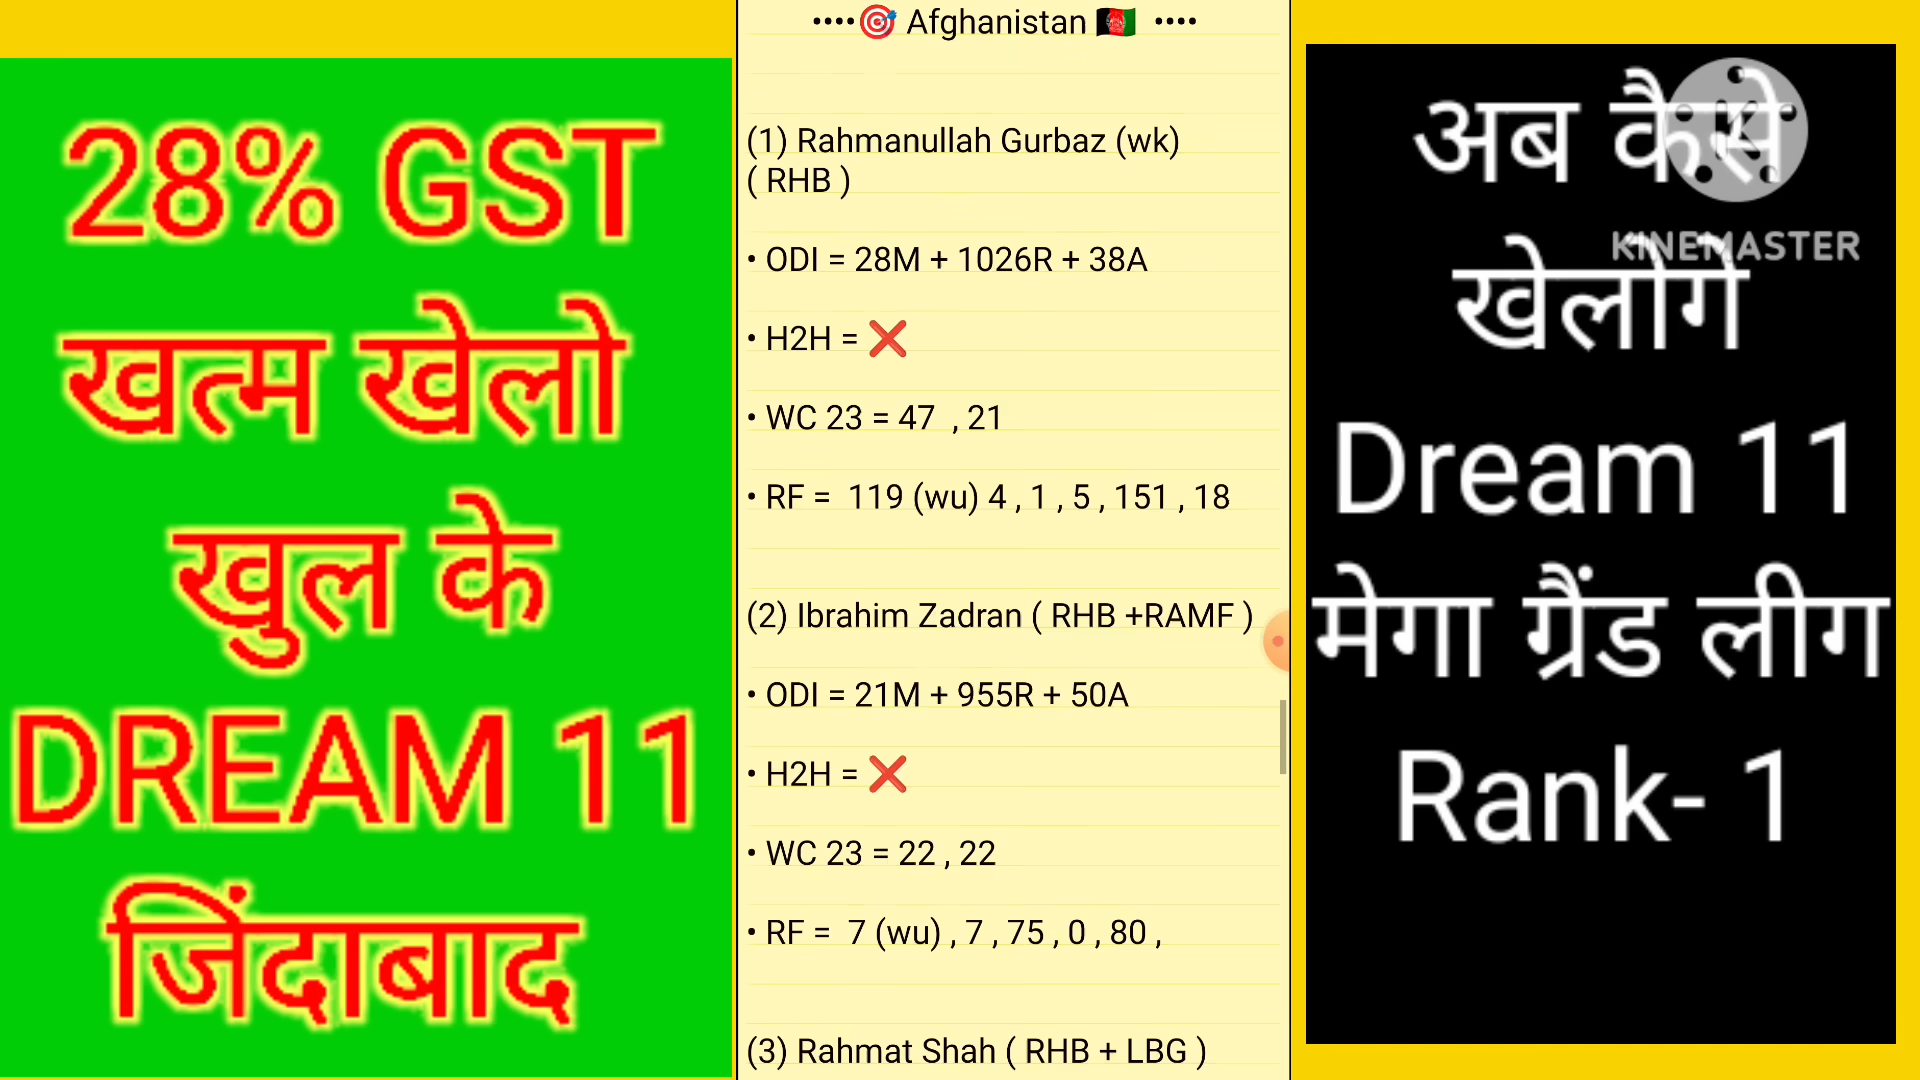 28% GST
खत्म खेलो
खुल के
DREAM 11
जिंदाबाद
••••🎯 Afghanistan 🇦🇫 ••••
(1) Rahmanullah Gurbaz (wk)
( RHB )
• ODI = 28M + 1026R + 38A
• H2H = ❌
• WC 23 = 47 , 21
• RF = 119 (wu) 4 , 1 , 5 , 151 , 18
(2) Ibrahim Zadran ( RHB +RAMF )
• ODI = 21M + 955R + 50A
• H2H = ❌
• WC 23 = 22 , 22
• RF = 7 (wu) , 7 , 75 , 0 , 80 ,
(3) Rahmat Shah ( RHB + LBG )
अब कैसे
खेलोगे
Dream 11
मेगा ग्रैंड लीग
Rank- 1
K
KINEMASTER